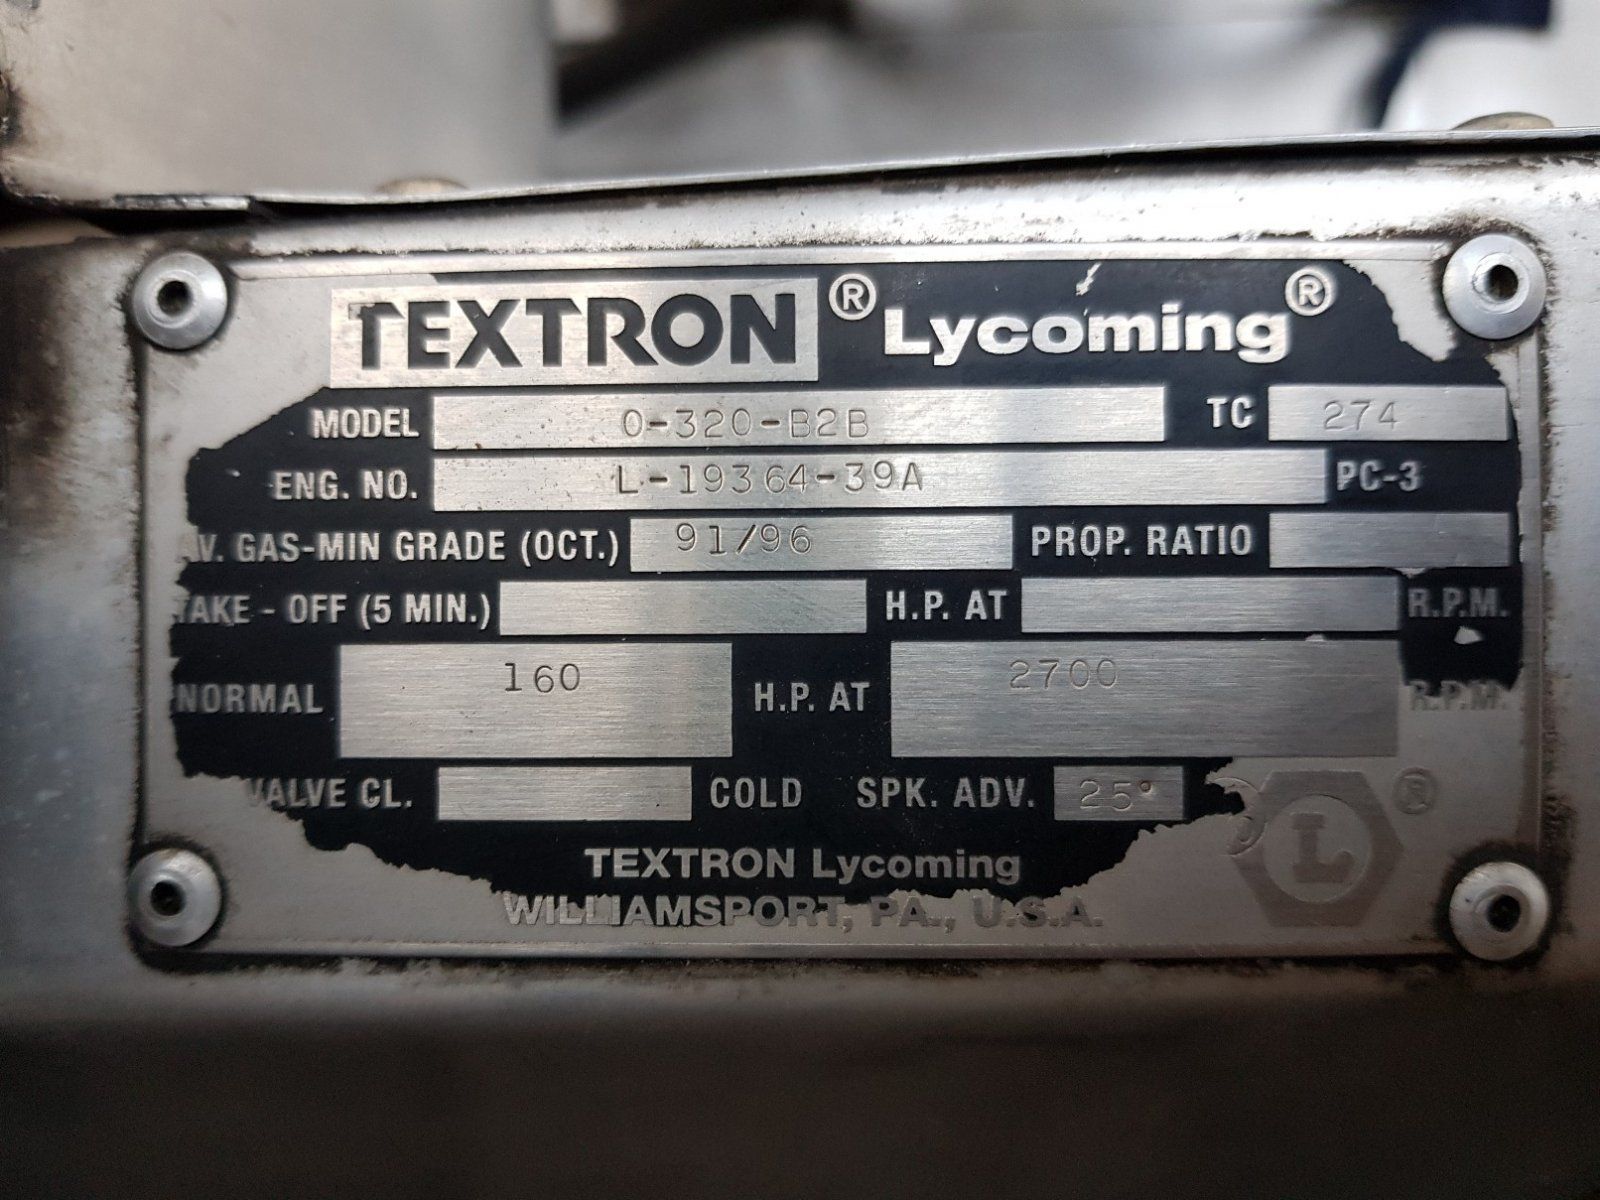 TEXTRON® Lycoming®
MODEL O-320-B2B TC 274
ENG. NO. L-19364-39A PC-3
AV. GAS-MIN GRADE (OCT.) 91/96 PROP. RATIO
TAKE - OFF (5 MIN.) H.P. AT R.P.M.
NORMAL 160 H.P. AT 2700 R.P.M.
VALVE CL. COLD SPK. ADV. 25°
L ®
TEXTRON Lycoming
WILLIAMSPORT, PA., U.S.A.